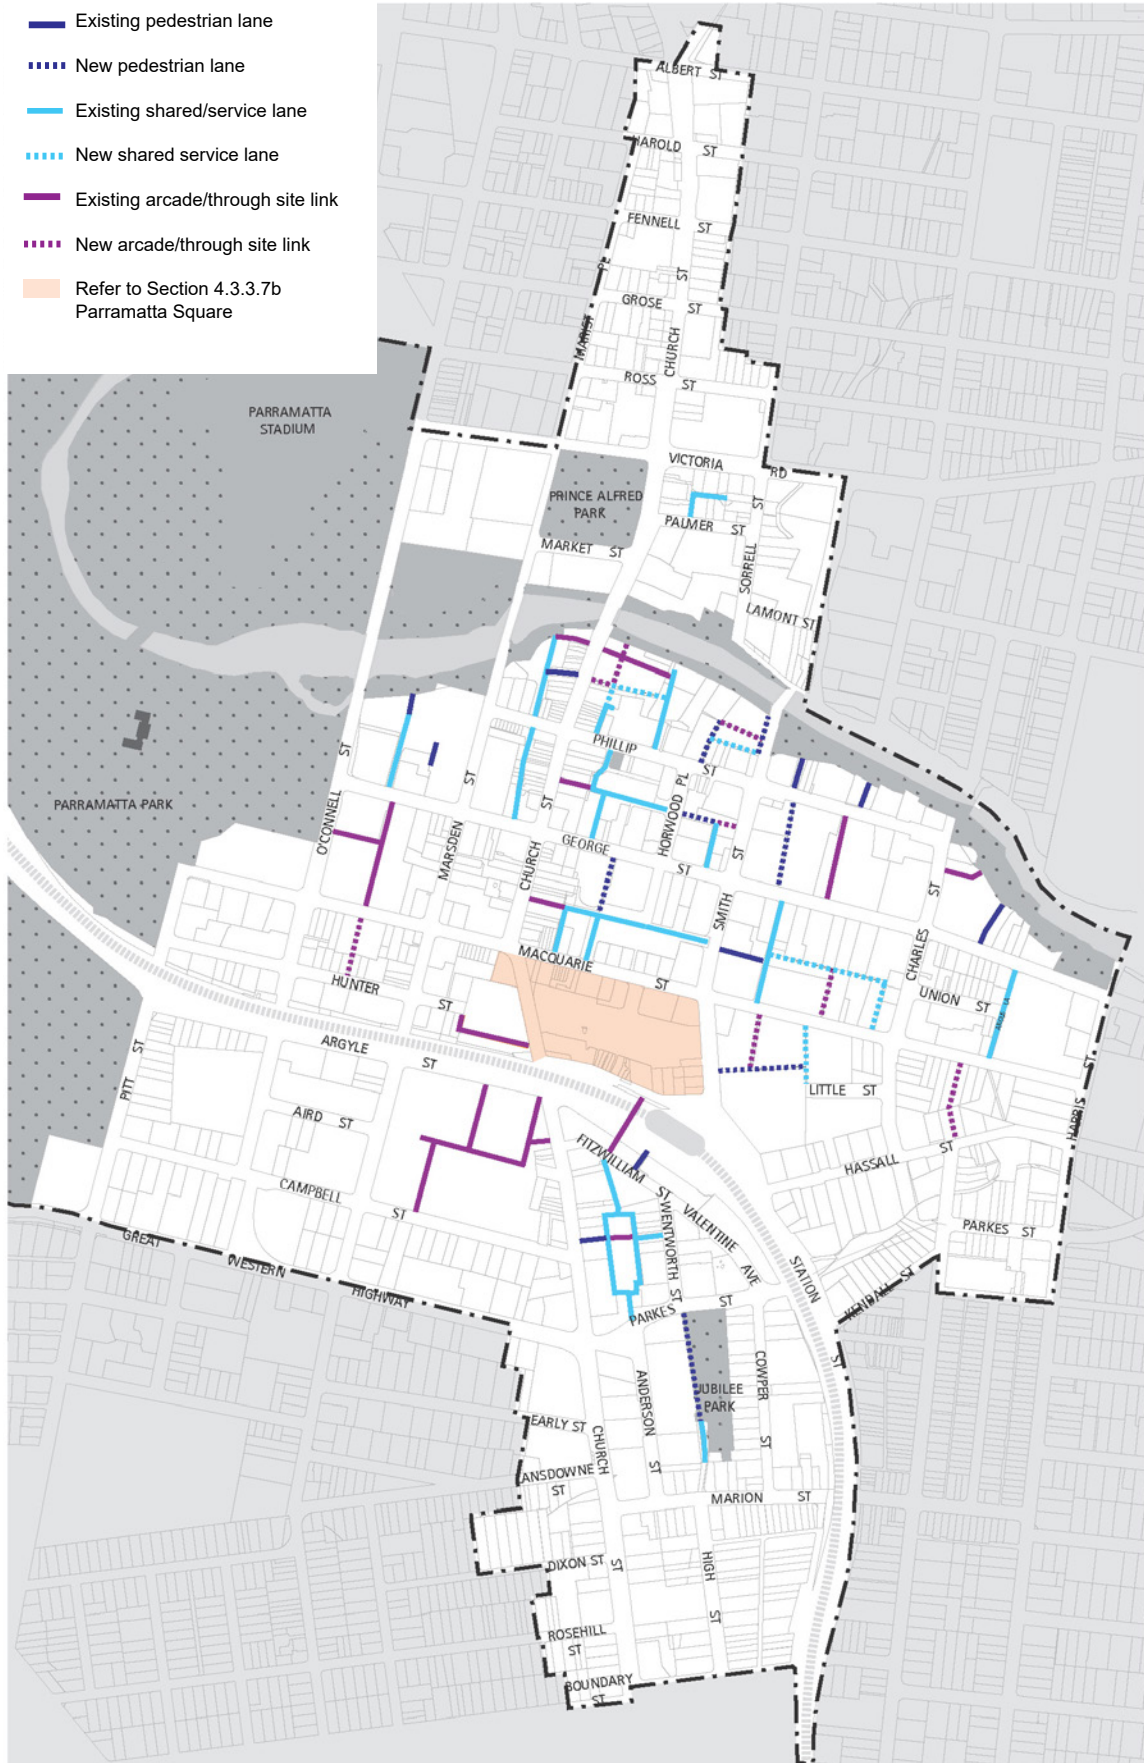 Existing pedestrian lane
New pedestrian lane
Existing shared/service lane
New shared service lane
Existing arcade/through site link
New arcade/through site link
Refer to Section 4.3.3.7b
Parramatta Square
ALBERT ST
HAROLD ST
FENNELL ST
PL
ST
GROSE ST
MARIST
CHURCH
ROSS ST
PARRAMATTA
STADIUM
VICTORIA RD
PRINCE ALFRED
PARK
ST
PALMER ST
MARKET ST
SORRELL
LAMONT ST
PHILLIP ST
ST
ST
PL
PARRAMATTA PARK
ST
O'CONNELL
MARSDEN
CHURCH
GEORGE ST
HORWOOD
ST
ST
SMITH
CHARLES
MACQUARIE ST
HUNTER ST
UNION ST
LA
ARGYLE ST
PITT ST
LITTLE ST
ST
HARRIS
AIRD ST
FITZWILLIAM ST
HASSALL ST
CAMPBELL ST
WENTWORTH ST
VALENTINE AVE
PARKES ST
GREAT WESTERN HIGHWAY
STATION ST
KENDALL ST
PARKES ST
JUBILEE
PARK
COWPER ST
ANDERSON ST
EARLY ST
CHURCH ST
LANSDOWNE
ST
MARION ST
DIXON ST
HIGH ST
ROSEHILL
ST
BOUNDARY
ST